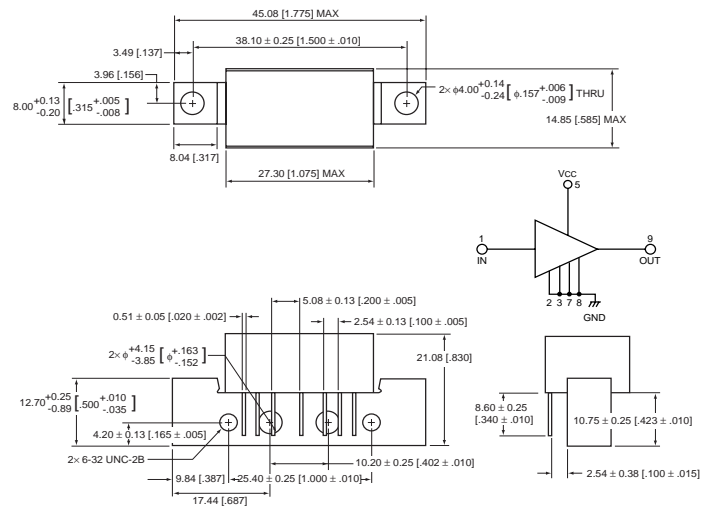 45.08 [1.775] MAX
38.10 ± 0.25 [1.500 ± .010]
3.49 [.137]
3.96 [.156]
8.00 +0.13 -0.20 [.315 +.005 -.008]
2× ϕ4.00 +0.14 -0.24 [ϕ.157 +.006 -.009] THRU
14.85 [.585] MAX
8.04 [.317]
27.30 [1.075] MAX
VCC
5
1
IN
9
OUT
2 3 7 8
GND
5.08 ± 0.13 [.200 ± .005]
0.51 ± 0.05 [.020 ± .002]
2.54 ± 0.13 [.100 ± .005]
2× ϕ +4.15 -3.85 [ϕ +.163 -.152]
21.08 [.830]
12.70 +0.25 -0.89 [.500 +.010 -.035]
8.60 ± 0.25
[.340 ± .010]
10.75 ± 0.25 [.423 ± .010]
4.20 ± 0.13 [.165 ± .005]
2× 6-32 UNC-2B
10.20 ± 0.25 [.402 ± .010]
9.84 [.387]
25.40 ± 0.25 [1.000 ± .010]
2.54 ± 0.38 [.100 ± .015]
17.44 [.687]